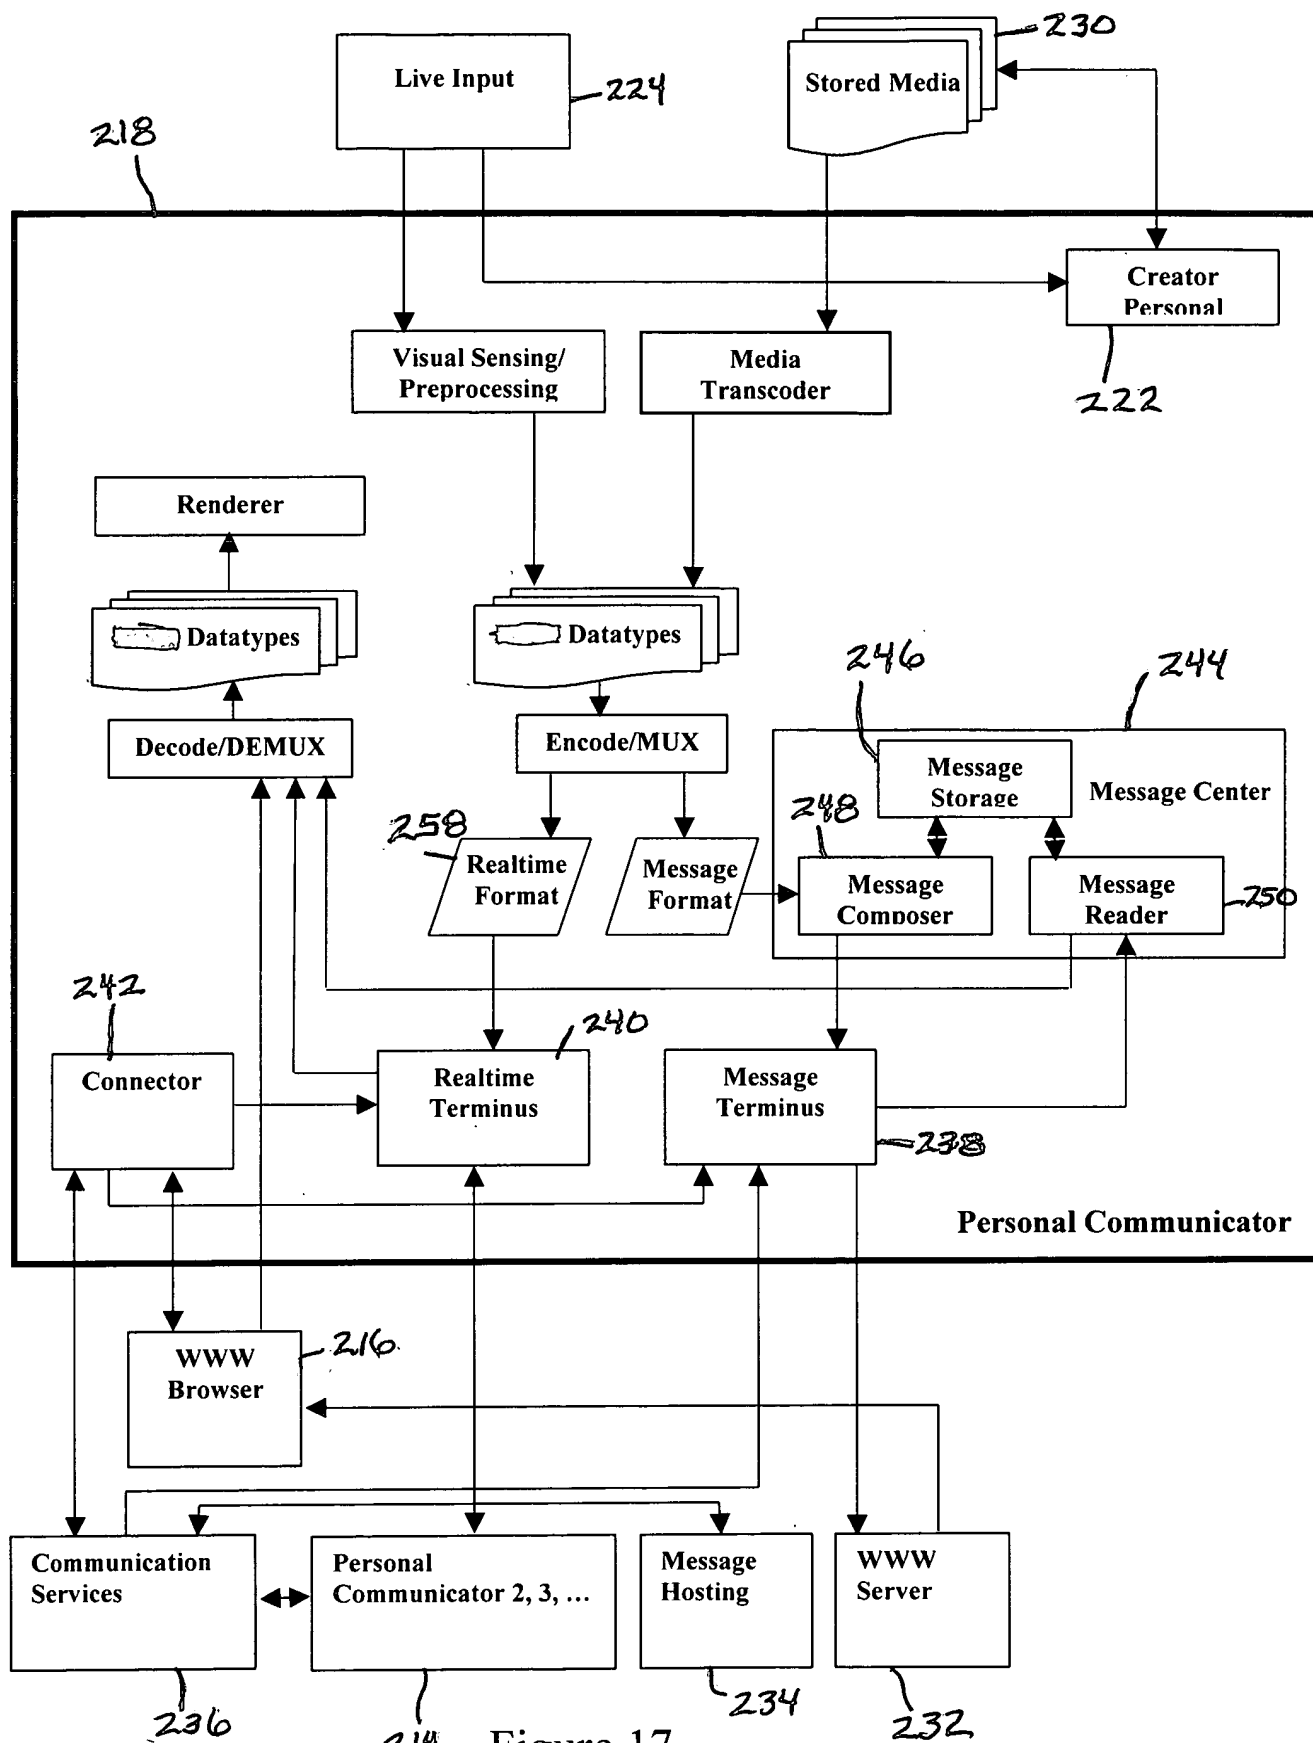 230
Live Input
Stored Media
224
218
Creator
Personal
Visual Sensing/
Preprocessing
Media
Transcoder
222
Renderer
Datatypes
Datatypes
246
244
Decode/DEMUX
Encode/MUX
Message
Storage
Message Center
248
258
Realtime
Format
Message
Format
Message
Composer
Message
Reader
250
242
240
Connector
Realtime
Terminus
Message
Terminus
238
Personal Communicator
WWW
Browser
216
Communication
Services
Personal
Communicator 2, 3, ...
Message
Hosting
WWW
Server
236
214
234
232
Figure 17